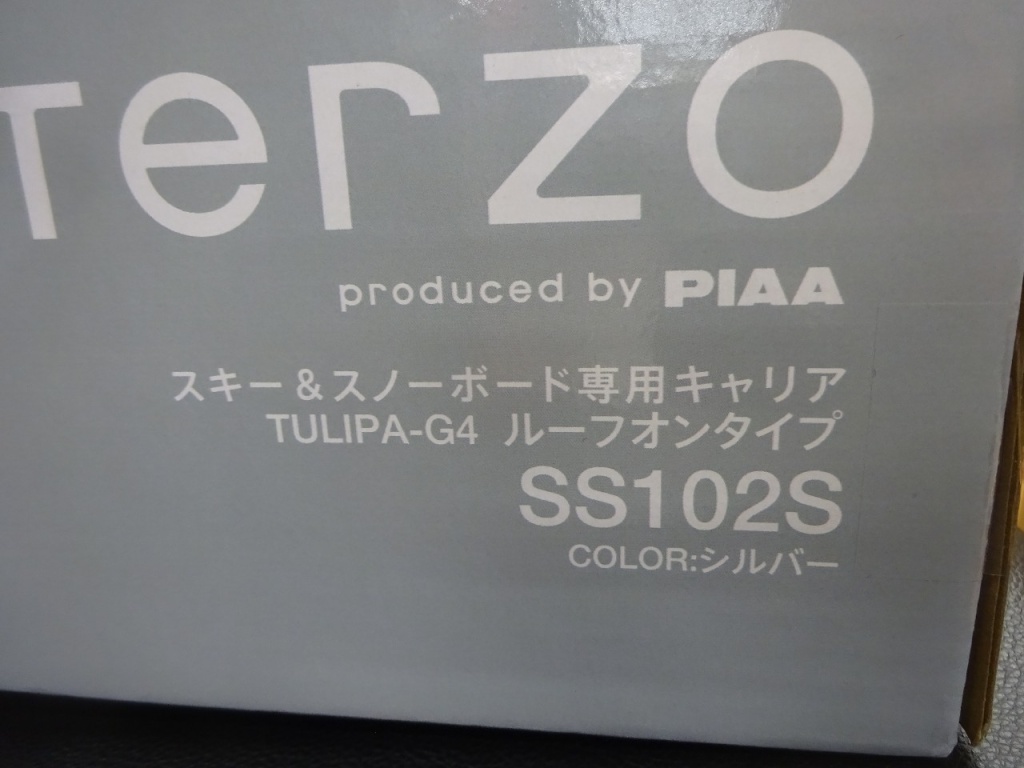 Terzo
produced by PIAA
スキー&スノーボード専用キャリア
TULIPA-G4 ルーフオンタイプ
SS102S
COLOR:シルバー